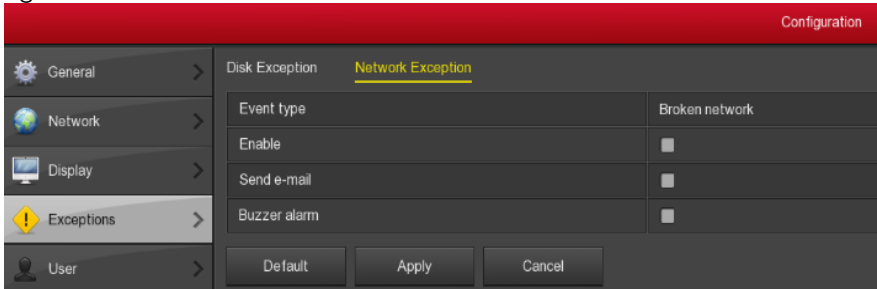 Configuration
General
Network
Display
Exceptions
User
Disk Exception Network Exception
Event type Broken network
Enable
Send e-mail
Buzzer alarm
Default Apply Cancel